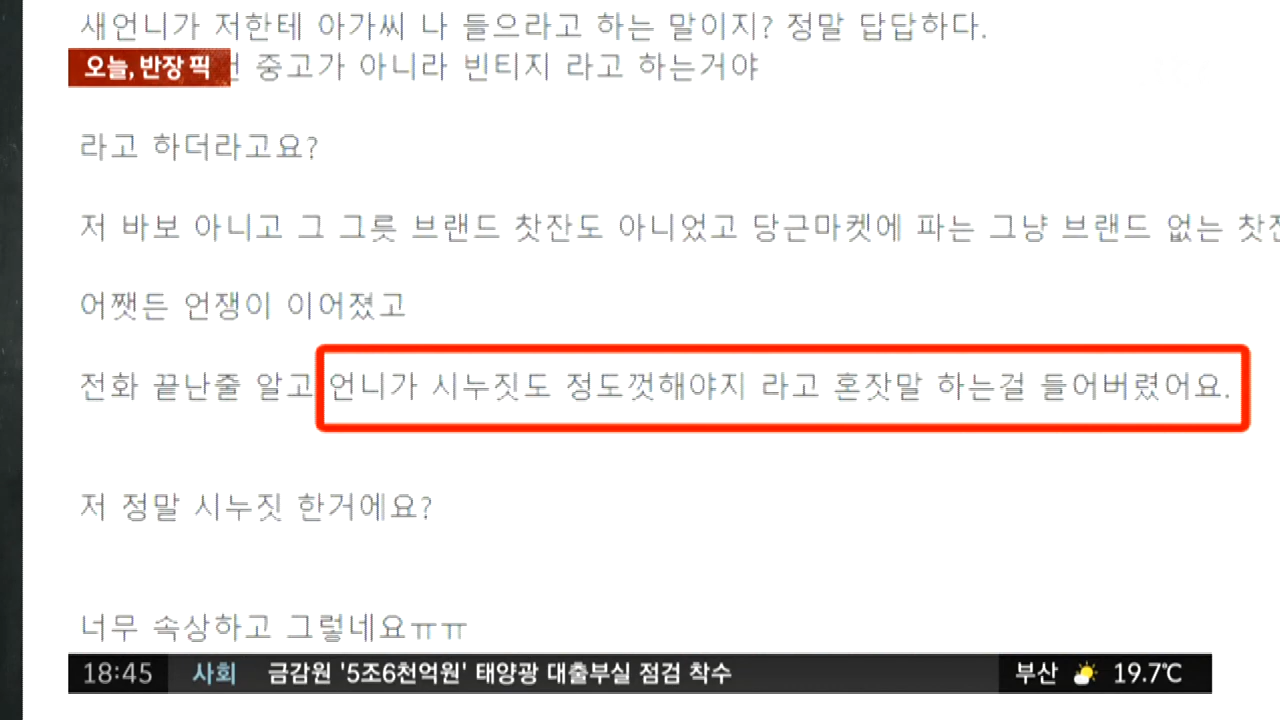 새언니가 저한테 아가씨 나 들으라고 하는 말이지? 정말 답답하다.
오늘, 반장 픽
중고가 아니라 빈티지 라고 하는거야
라고 하더라고요?
저 바보 아니고 그 그릇 브랜드 찻잔도 아니었고 당근마켓에 파는 그냥 브랜드 없는
어쨋든 언쟁이 이어졌고
전화 끝난줄 알고 언니가 시누짓도 정도껏해야지 라고 혼잣말 하는걸 들어버렸어요.
저 정말 시누짓 한거에요?
너무 속상하고 그렇네요ㅠㅠ
18:45 사회 금감원 '5조6천억원' 태양광 대출부실 점검 착수 부산 19.7℃